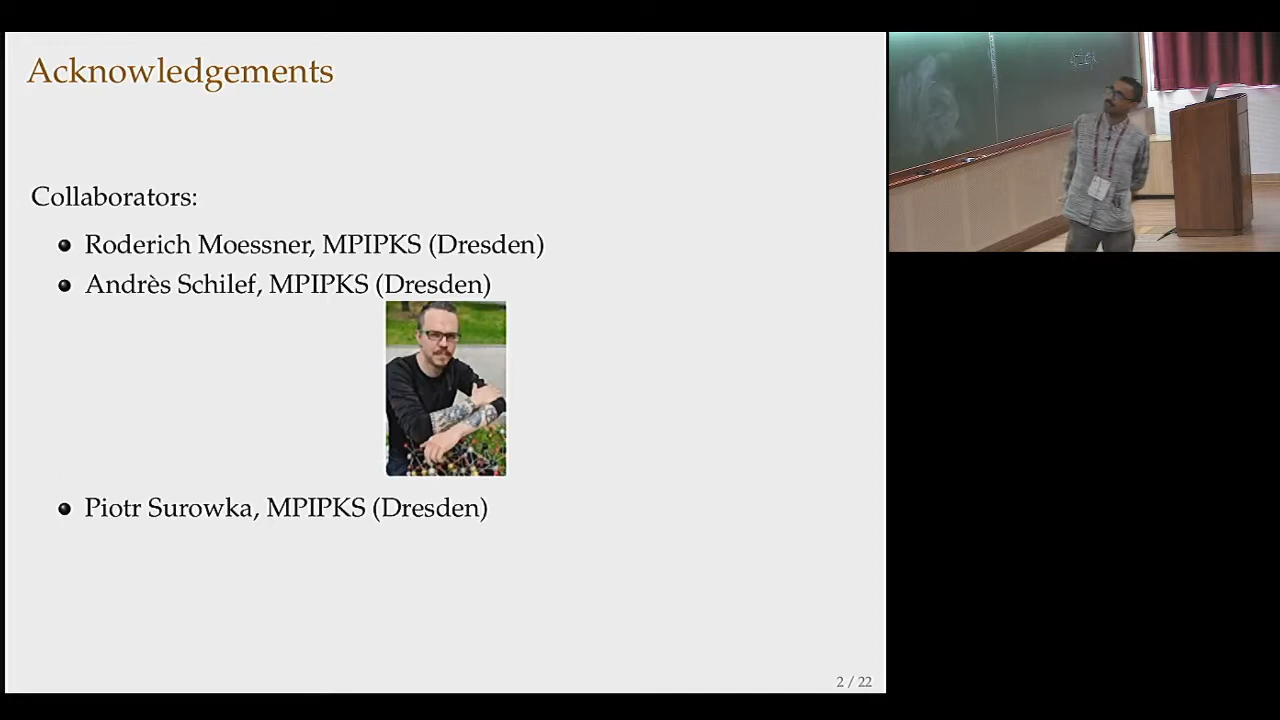 Acknowledgements
Collaborators:
Roderich Moessner, MPIPKS (Dresden)
Andrès Schilef, MPIPKS (Dresden)
Piotr Surowka, MPIPKS (Dresden)
2 / 22